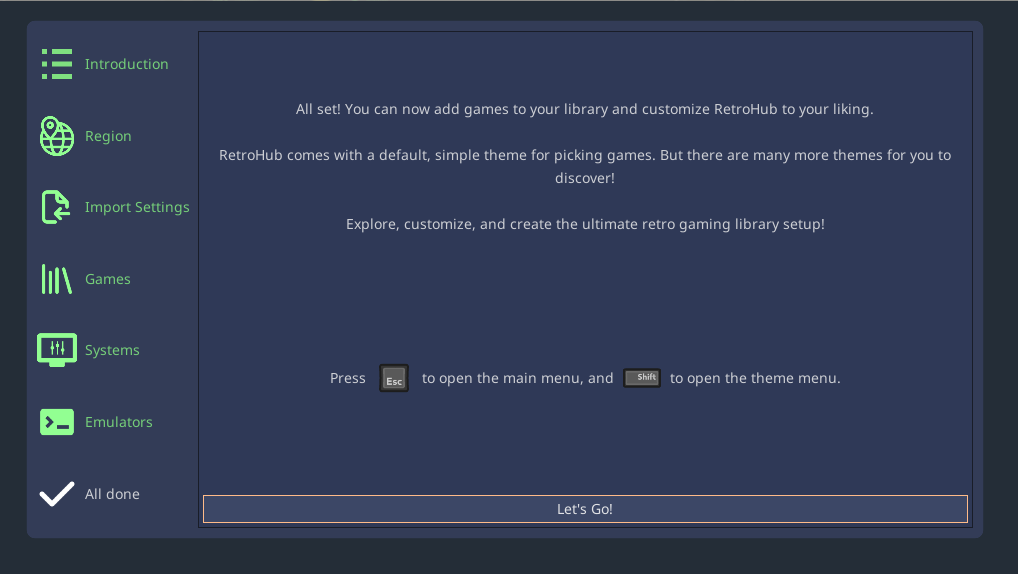 Introduction
Region
Import Settings
Games
Systems
Emulators
All done
All set! You can now add games to your library and customize RetroHub to your liking.
RetroHub comes with a default, simple theme for picking games. But there are many more themes for you to
discover!
Explore, customize, and create the ultimate retro gaming library setup!
Press Esc to open the main menu, and Shift to open the theme menu.
Let's Go!